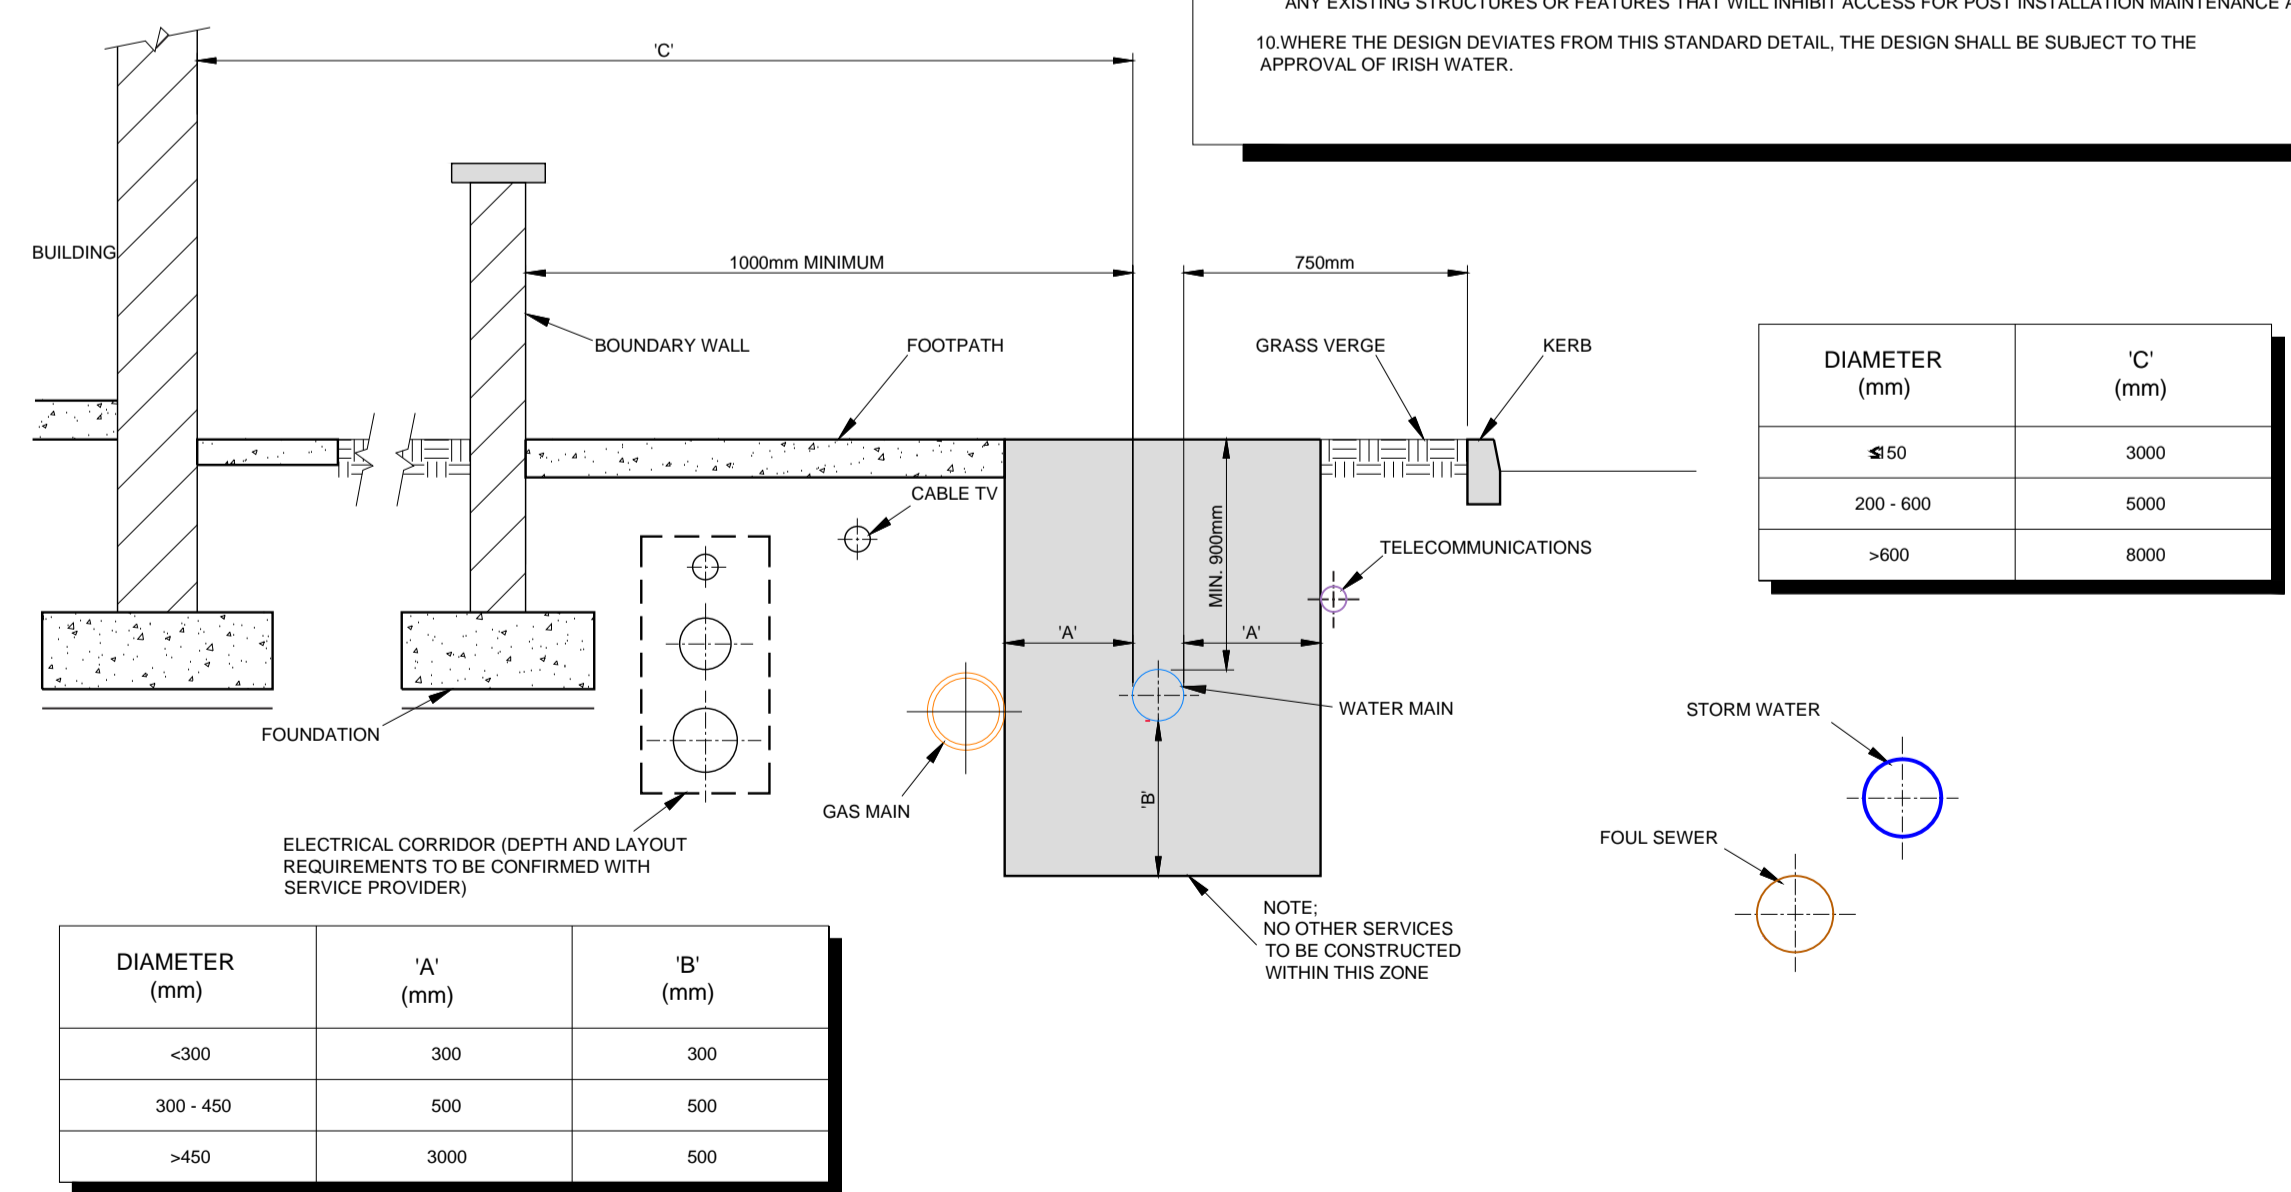 ANY EXISTING STRUCTURES OR FEATURES THAT WILL INHIBIT ACCESS FOR POST INSTALLATION MAINTENANCE
10.WHERE THE DESIGN DEVIATES FROM THIS STANDARD DETAIL, THE DESIGN SHALL BE SUBJECT TO THE
APPROVAL OF IRISH WATER.
'C'
BUILDING
1000mm MINIMUM
750mm
BOUNDARY WALL
FOOTPATH
GRASS VERGE
KERB
DIAMETER
(mm)
'C'
(mm)
≤150
3000
200 - 600
5000
>600
8000
CABLE TV
MIN. 900mm
TELECOMMUNICATIONS
'A'
'A'
WATER MAIN
STORM WATER
FOUNDATION
'B'
GAS MAIN
FOUL SEWER
ELECTRICAL CORRIDOR (DEPTH AND LAYOUT
REQUIREMENTS TO BE CONFIRMED WITH
SERVICE PROVIDER)
NOTE;
NO OTHER SERVICES
TO BE CONSTRUCTED
WITHIN THIS ZONE
DIAMETER
(mm)
'A'
(mm)
'B'
(mm)
<300
300
300
300 - 450
500
500
>450
3000
500